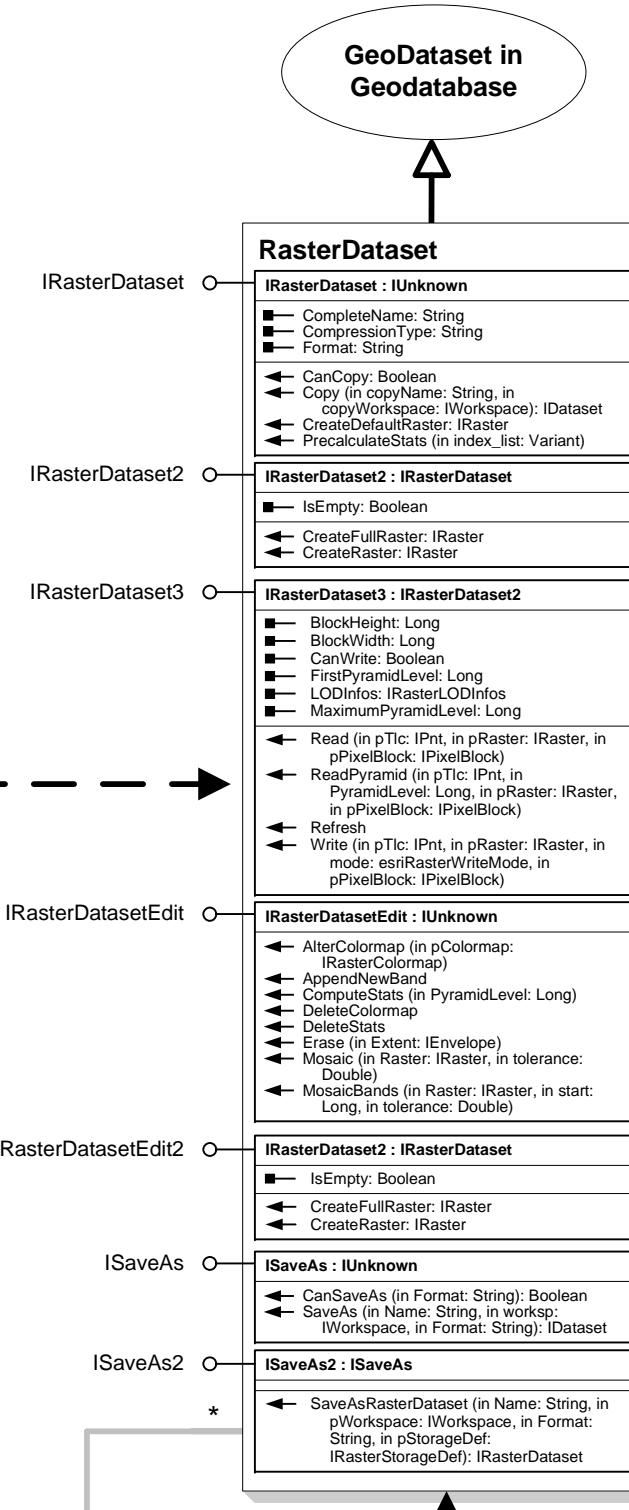 GeoDataset in
Geodatabase
RasterDataset
IRasterDataset
IRasterDataset : IUnknown
CompleteName: String
CompressionType: String
Format: String
CanCopy: Boolean
Copy (in copyName: String, in
copyWorkspace: IWorkspace): IDataset
CreateDefaultRaster: IRaster
PrecalculateStats (in index_list: Variant)
IRasterDataset2
IRasterDataset2 : IRasterDataset
IsEmpty: Boolean
CreateFullRaster: IRaster
CreateRaster: IRaster
IRasterDataset3
IRasterDataset3 : IRasterDataset2
BlockHeight: Long
BlockWidth: Long
CanWrite: Boolean
FirstPyramidLevel: Long
LODInfos: IRasterLODInfos
MaximumPyramidLevel: Long
Read (in pTlc: IPnt, in pRaster: IRaster, in
pPixelBlock: IPixelBlock)
ReadPyramid (in pTlc: IPnt, in
PyramidLevel: Long, in pRaster: IRaster,
in pPixelBlock: IPixelBlock)
Refresh
Write (in pTlc: IPnt, in pRaster: IRaster, in
mode: esriRasterWriteMode, in
pPixelBlock: IPixelBlock)
IRasterDatasetEdit
IRasterDatasetEdit : IUnknown
AlterColormap (in pColormap:
IRasterColormap)
AppendNewBand
ComputeStats (in PyramidLevel: Long)
DeleteColormap
DeleteStats
Erase (in Extent: IEnvelope)
Mosaic (in Raster: IRaster, in tolerance:
Double)
MosaicBands (in Raster: IRaster, in start:
Long, in tolerance: Double)
RasterDatasetEdit2
IRasterDataset2 : IRasterDataset
IsEmpty: Boolean
CreateFullRaster: IRaster
CreateRaster: IRaster
ISaveAs
ISaveAs : IUnknown
CanSaveAs (in Format: String): Boolean
SaveAs (in Name: String, in worksp:
IWorkspace, in Format: String): IDataset
ISaveAs2
ISaveAs2 : ISaveAs
SaveAsRasterDataset (in Name: String, in
pWorkspace: IWorkspace, in Format:
String, in pStorageDef:
IRasterStorageDef): IRasterDataset
*